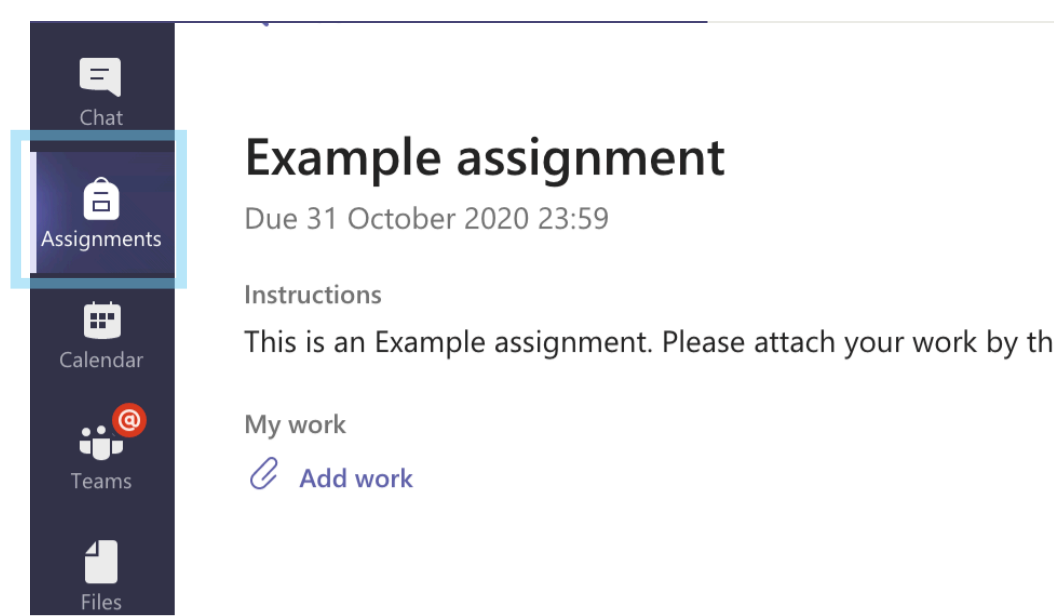 Chat
Assignments
Calendar
@
Teams
Files
Example assignment
Due 31 October 2020 23:59
Instructions
This is an Example assignment. Please attach your work by th
My work
Add work